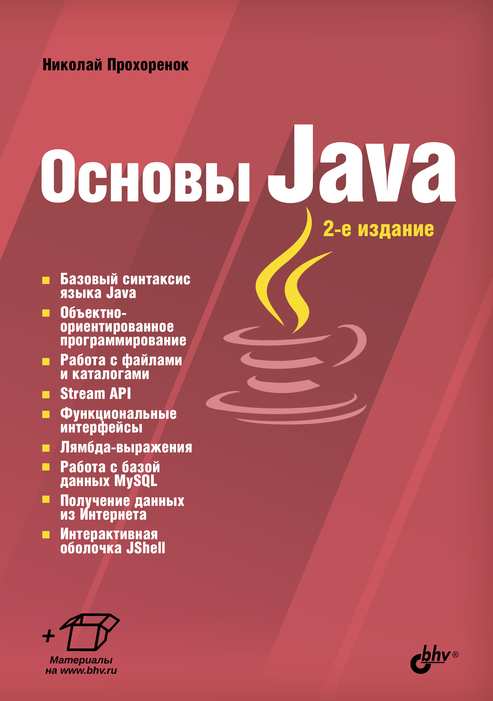 Николай Прохоренок
Основы Java
2-е издание
Базовый синтаксис
языка Java
Объектно-
ориентированное
программирование
Работа с файлами
и каталогами
Stream API
Функциональные
интерфейсы
Лямбда-выражения
Работа с базой
данных MySQL
Получение данных
из Интернета
Интерактивная
оболочка JShell
+
Материалы
на www.bhv.ru
bhv®